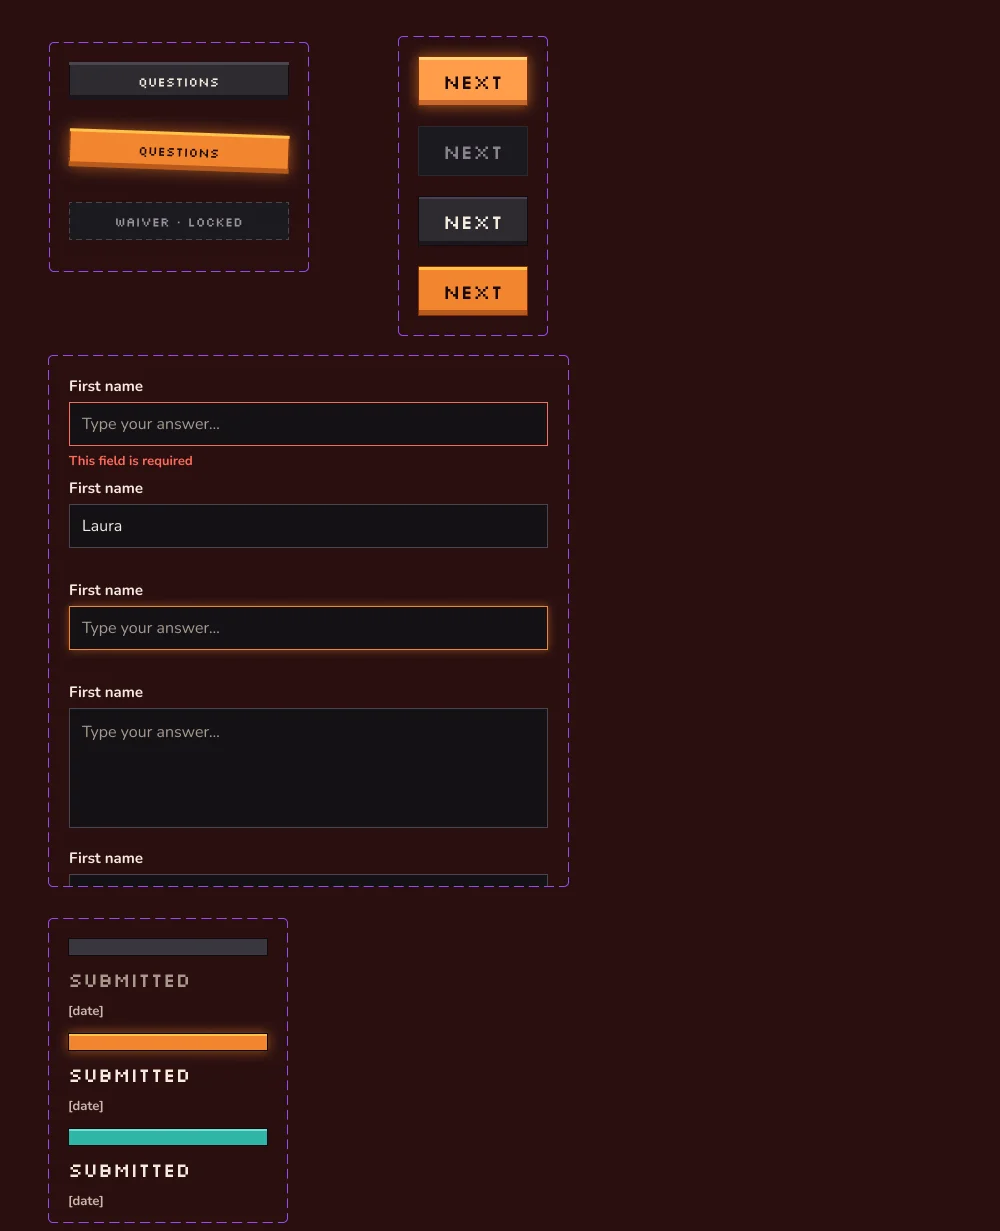 QUESTIONS
QUESTIONS
WAIVER · LOCKED
NEXT
NEXT
NEXT
NEXT
First name
Type your answer...
This field is required
First name
Laura
First name
Type your answer...
First name
Type your answer...
First name
SUBMITTED
[date]
SUBMITTED
[date]
SUBMITTED
[date]